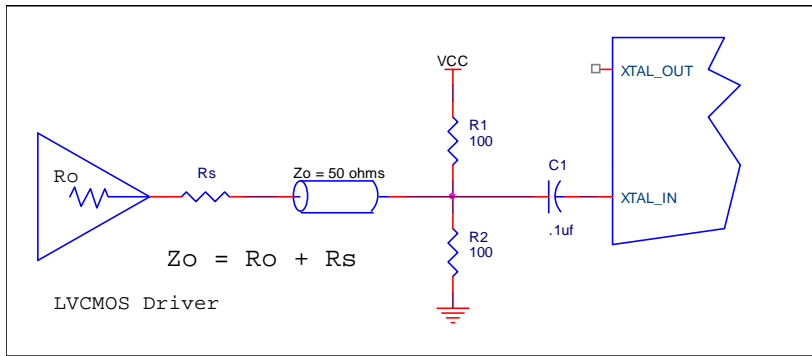 VCC
XTAL_OUT
R1
100
Ro
Rs
Zo = 50 ohms
C1
XTAL_IN
.1uf
R2
100
Zo = Ro + Rs
LVCMOS Driver